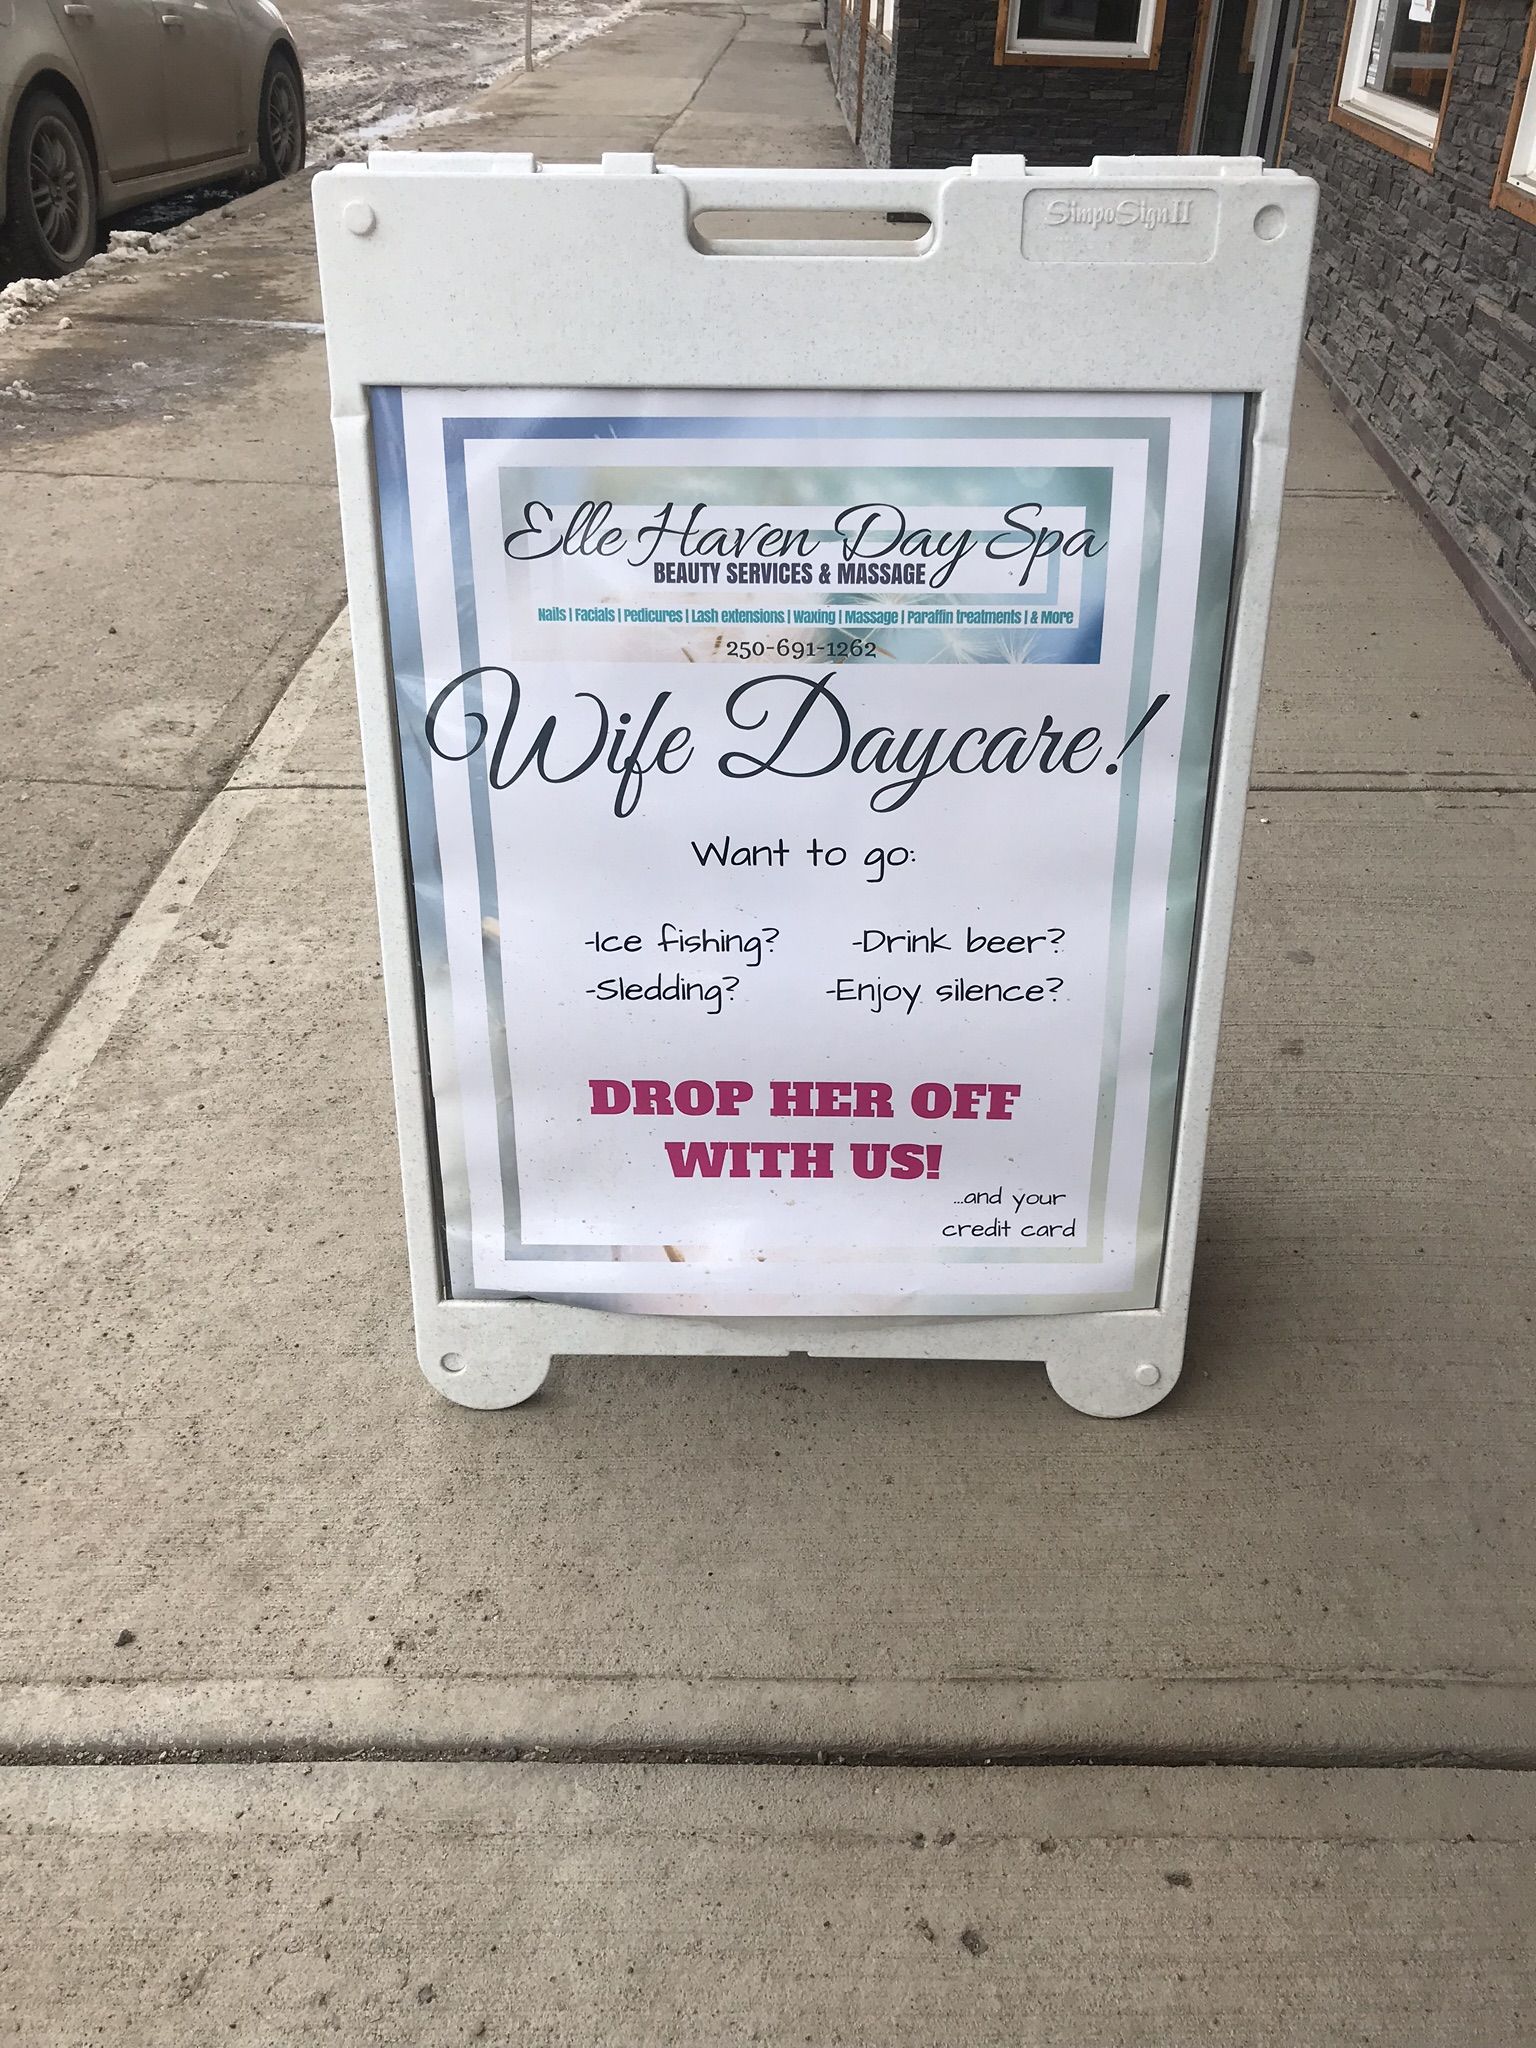 SimpoSign II
Elle Haven Day Spa
BEAUTY SERVICES & MASSAGE
Nails | Facials | Pedicures | Lash extensions | Waxing | Massage | Paraffin treatments | & More
250-691-1262
Wife Daycare!
Want to go:
-Ice fishing? -Drink beer?
-Sledding? -Enjoy silence?
DROP HER OFF
WITH US!
...and your
credit card